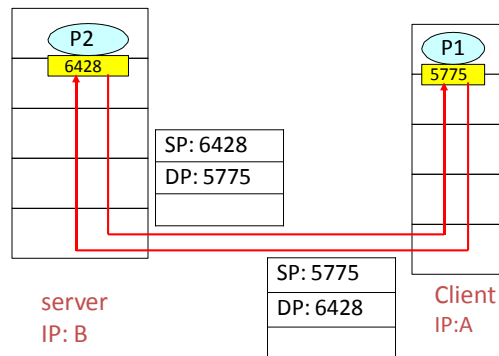 P2
6428
P1
5775
SP: 6428
DP: 5775
SP: 5775
DP: 6428
server
IP: B
Client
IP:A